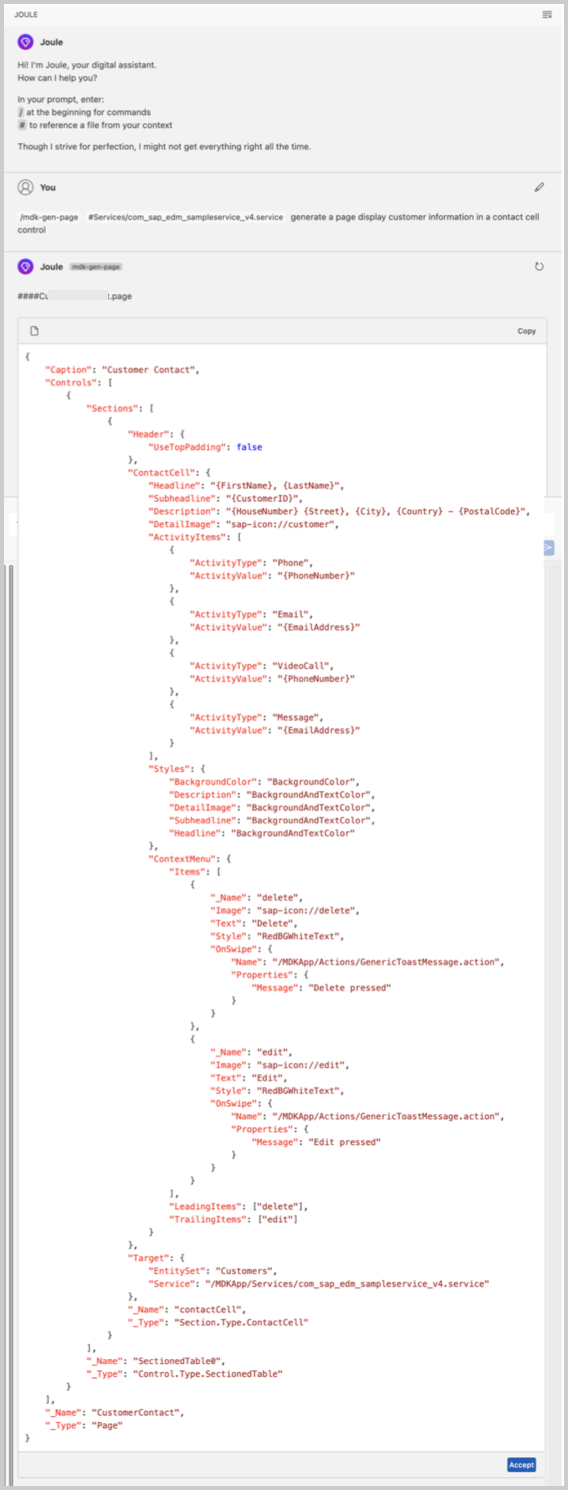 JOULE
Joule
Hi! I'm Joule, your digital assistant.
How can I help you?
In your prompt, enter:
/ at the beginning for commands
# to reference a file from your context
Though I strive for perfection, I might not get everything right all the time.
You
/mdk-gen-page #Services/com_sap_edm_sampleservice_v4.service generate a page display customer information in a contact cell
control
Joule mdk-gen-page
.page
Copy
{
"Caption": "Customer Contact",
"Controls": [
{
"Sections": [
{
"Header": {
"UseTopPadding": false
},
"ContactCell": {
"Headline": "{FirstName}, {LastName}",
"Subheadline": "{CustomerID}",
"Description": "{HouseNumber} {Street}, {City}, {Country} - {PostalCode}",
"DetailImage": "sap-icon://customer",
"ActivityItems": [
{
"ActivityType": "Phone",
"ActivityValue": "{PhoneNumber}"
},
{
"ActivityType": "Email",
"ActivityValue": "{EmailAddress}"
},
{
"ActivityType": "VideoCall",
"ActivityValue": "{PhoneNumber}"
},
{
"ActivityType": "Message",
"ActivityValue": "{EmailAddress}"
}
],
"Styles": {
"BackgroundColor": "BackgroundColor",
"Description": "BackgroundAndTextColor",
"DetailImage": "BackgroundAndTextColor",
"Subheadline": "BackgroundAndTextColor",
"Headline": "BackgroundAndTextColor"
},
"ContextMenu": {
"Items": [
{
"_Name": "delete",
"Image": "sap-icon://delete",
"Text": "Delete",
"Style": "RedBGWhiteText",
"OnSwipe": {
"Name": "/MDKApp/Actions/GenericToastMessage.action",
"Properties": {
"Message": "Delete pressed"
}
}
},
{
"_Name": "edit",
"Image": "sap-icon://edit",
"Text": "Edit",
"Style": "RedBGWhiteText",
"OnSwipe": {
"Name": "/MDKApp/Actions/GenericToastMessage.action",
"Properties": {
"Message": "Edit pressed"
}
}
}
],
"LeadingItems": ["delete"],
"TrailingItems": ["edit"]
}
},
"Target": {
"EntitySet": "Customers",
"Service": "/MDKApp/Services/com_sap_edm_sampleservice_v4.service"
},
"_Name": "contactCell",
"_Type": "Section.Type.ContactCell"
}
],
"_Name": "SectionedTable0",
"_Type": "Control.Type.SectionedTable"
}
],
"_Name": "CustomerContact",
"_Type": "Page"
}
Accept